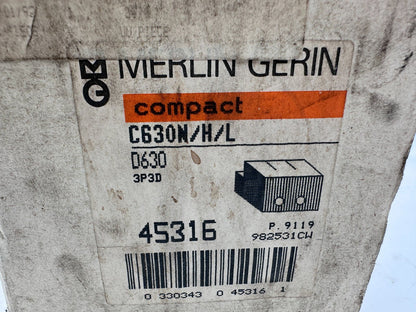 MERLIN GERIN
compact
C630N/H/L
D630
3P3D
45316
P. 9119
982531CW
0 330343 0 45316 1